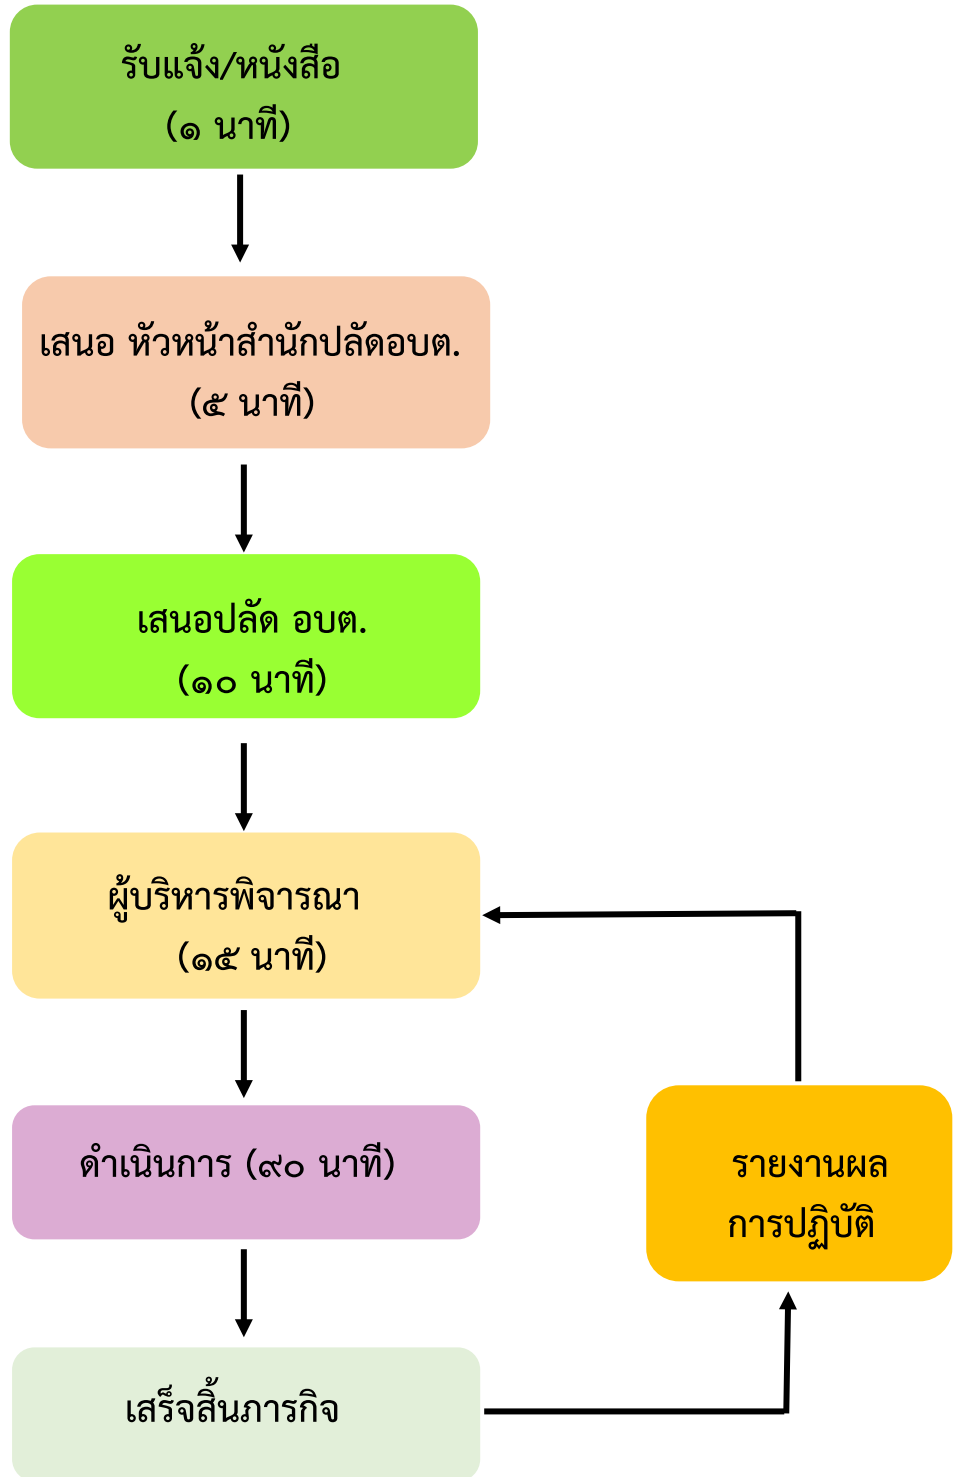 รับแจ้ง/หนังสือ
(๑ นาที)
เสนอ หัวหน้าสำนักปลัดอบต.
(๕ นาที)
เสนอปลัด อบต.
(๑๐ นาที)
ผู้บริหารพิจารณา
(๑๕ นาที)
ดำเนินการ (๙๐ นาที)
รายงานผล
การปฏิบัติ
เสร็จสิ้นภารกิจ